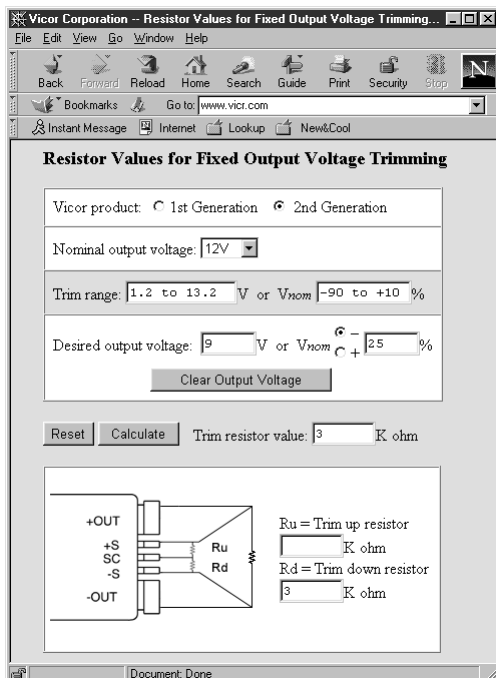 Vicor Corporation -- Resistor Values for Fixed Output Voltage Trimming...
File Edit View Go Window Help
Back Forward Reload Home Search Guide Print Security Stop N
Bookmarks Go to: www.vicr.com
Instant Message Internet Lookup New&Cool
Resistor Values for Fixed Output Voltage Trimming
Vicor product: 1st Generation 2nd Generation
Nominal output voltage: 12V
Trim range: 1.2 to 13.2 V or Vnom -90 to +10 %
Desired output voltage: 9 V or Vnom − + 25 %
Clear Output Voltage
Reset Calculate Trim resistor value: 3 K ohm
+OUT
+S
SC
-S
-OUT
Ru
Rd
Ru = Trim up resistor
K ohm
Rd = Trim down resistor
3 K ohm
Document: Done